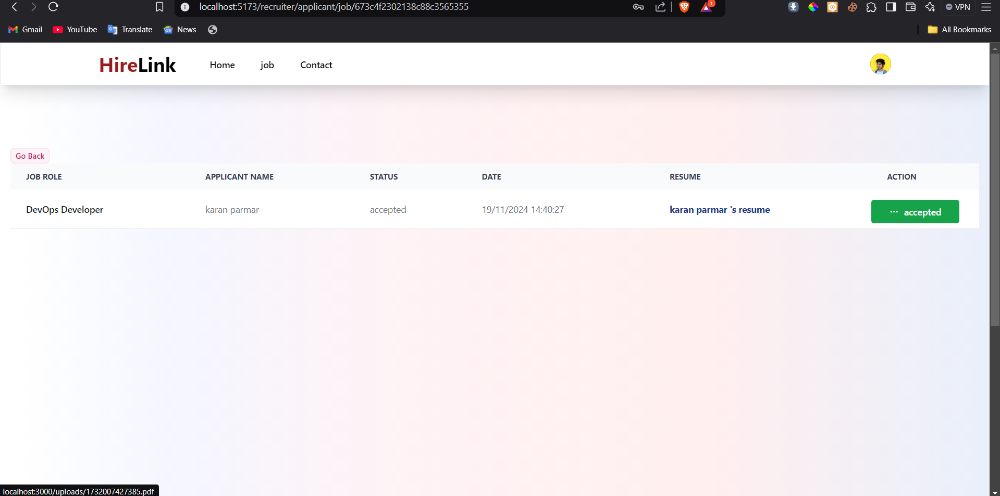 localhost:5173/recruiter/applicant/job/673c4f2302138c88c3565355
1
VPN
Gmail YouTube Translate News All Bookmarks
HireLink Home job Contact
Go Back
JOB ROLE APPLICANT NAME STATUS DATE RESUME ACTION
DevOps Developer karan parmar accepted 19/11/2024 14:40:27 karan parmar 's resume ··· accepted
localhost:3000/uploads/1732007427385.pdf